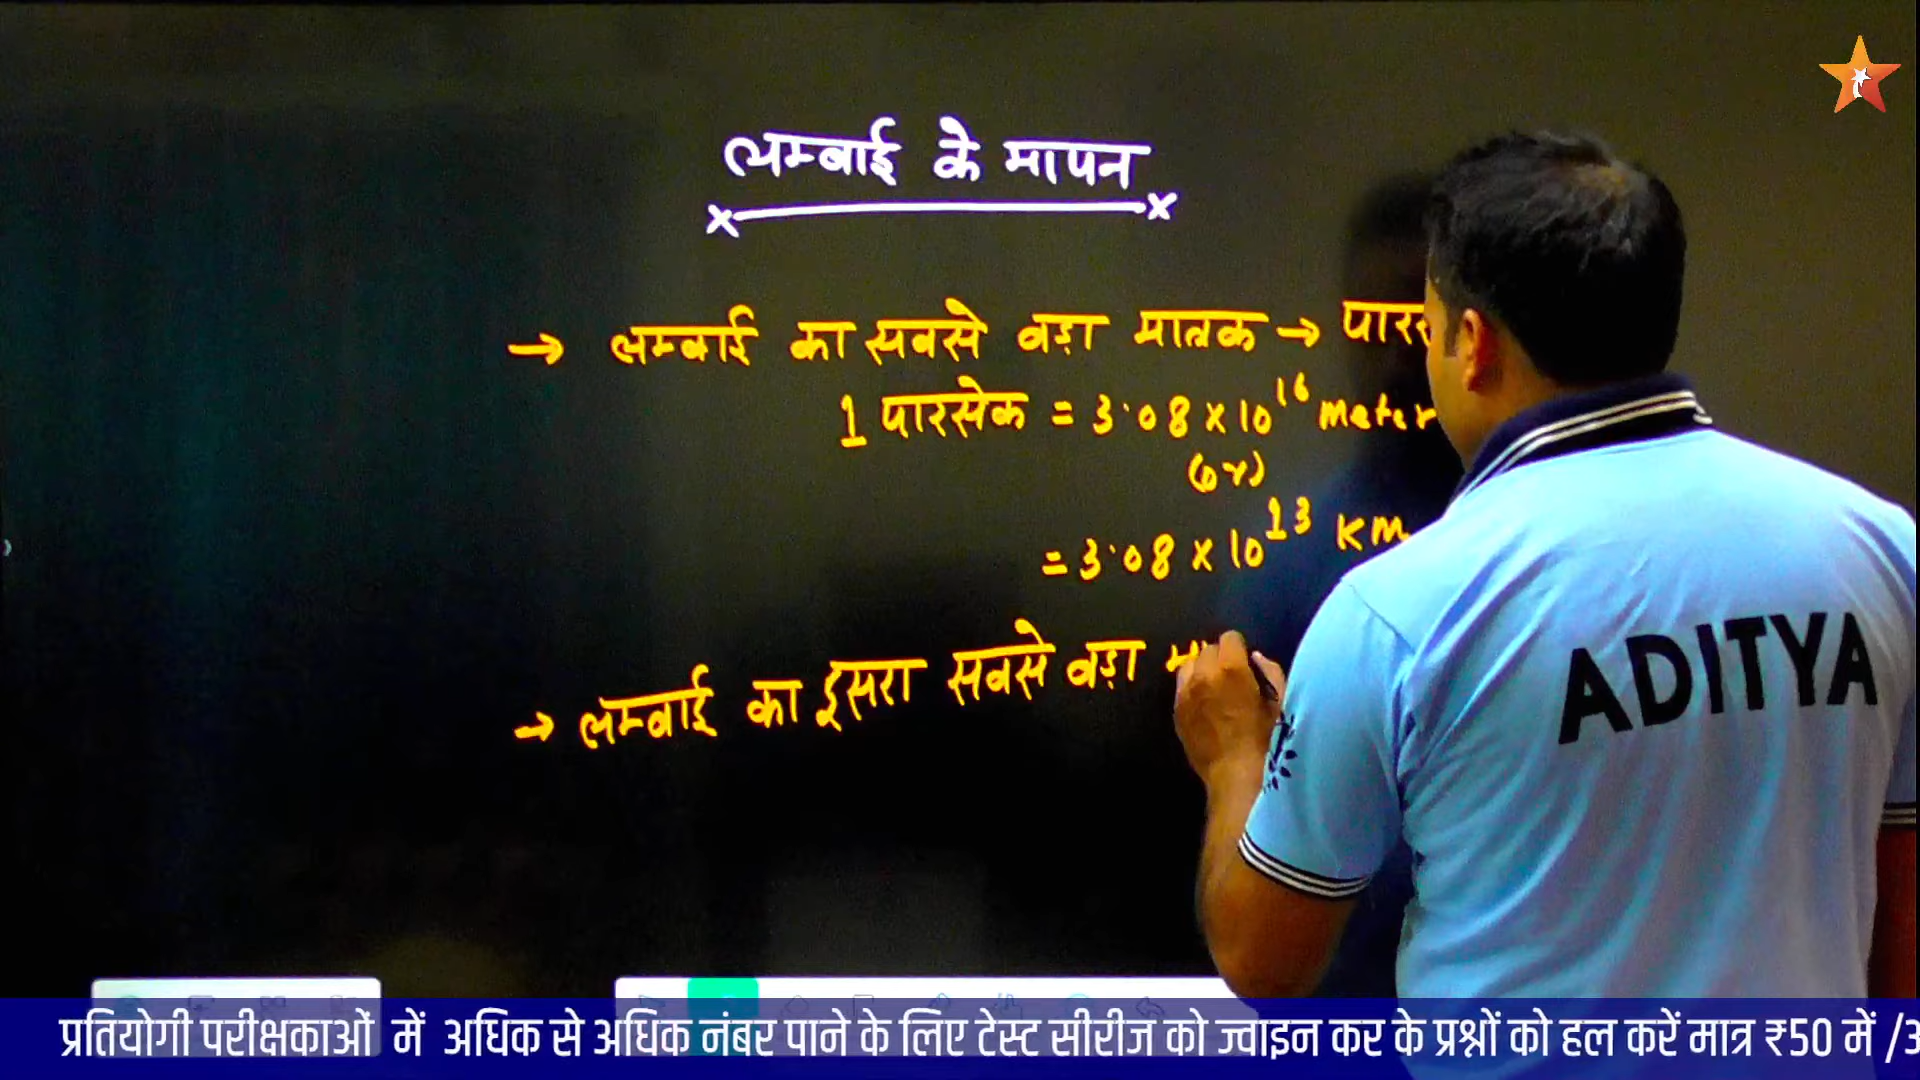 लम्बाई के मापन
→ लम्बाई का सबसे बड़ा मात्रक →
1 पारसेक = 3.08 × 10¹⁶ meter
(or)
= 3.08 × 10¹³ KM
→ लम्बाई का दूसरा सबसे बड़ा
ADITYA
प्रतियोगी परीक्षकाओं में अधिक से अधिक नंबर पाने के लिए टेस्ट सीरीज को ज्वाइन कर के प्रश्नों को हल करें मात्र ₹50 में /